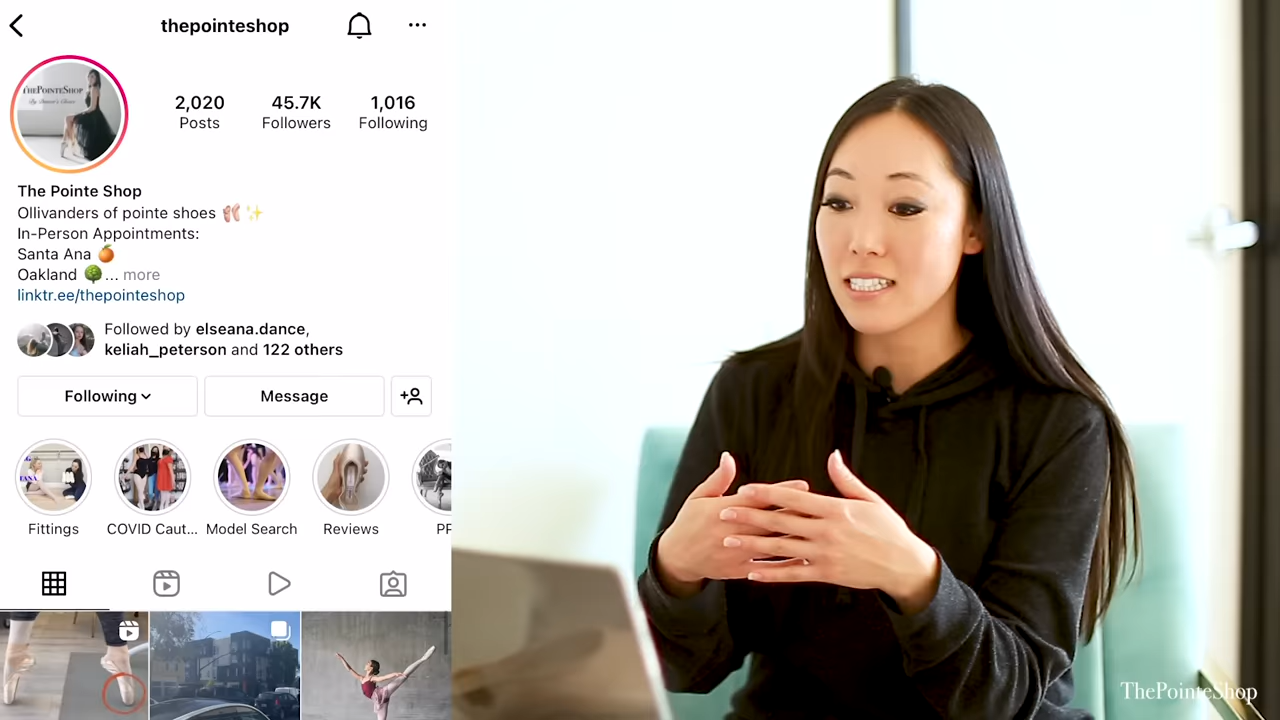 thepointeshop
THEPOINTESHOP
2,020
Posts
45.7K
Followers
1,016
Following
The Pointe Shop
Ollivanders of pointe shoes 👣✨
In-Person Appointments:
Santa Ana 🍊
Oakland 🌳... more
linktr.ee/thepointeshop
Followed by elseana.dance,
keliah_peterson and 122 others
Following
Message
Fittings
COVID Caut...
Model Search
Reviews
ThePointeShop